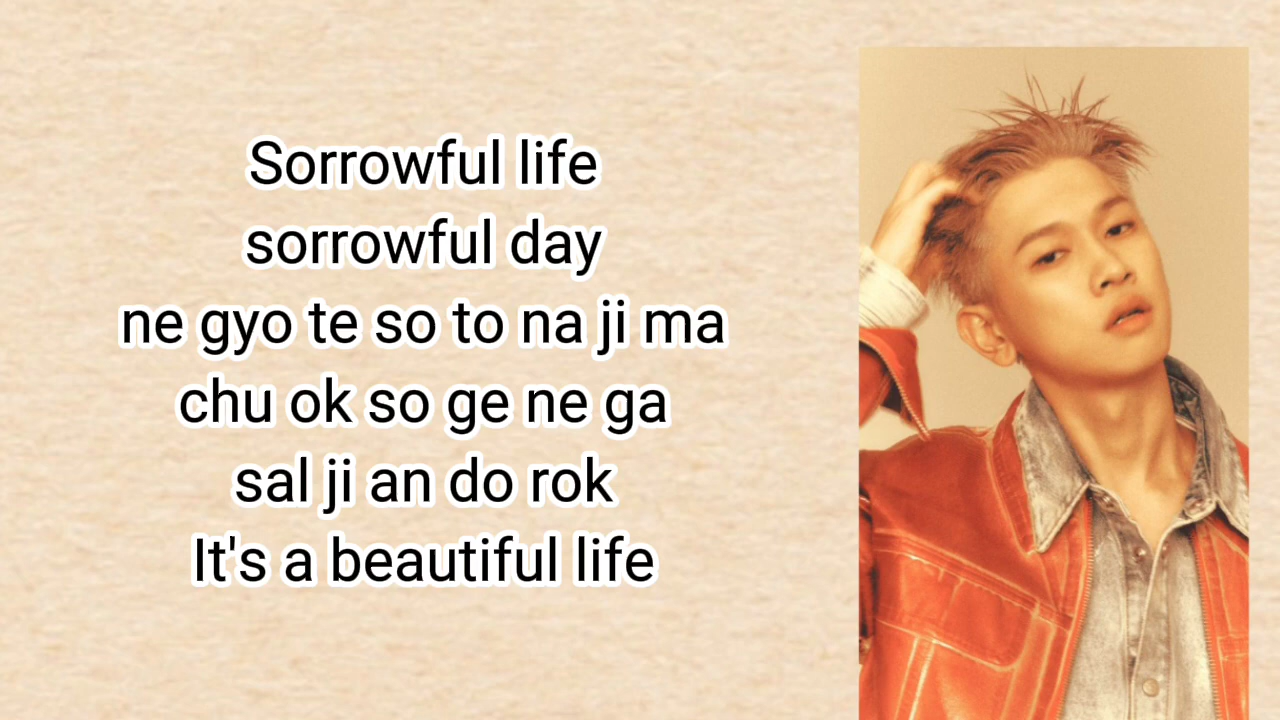 Sorrowful life
sorrowful day
ne gyo te so to na ji ma
chu ok so ge ne ga
sal ji an do rok
It's a beautiful life